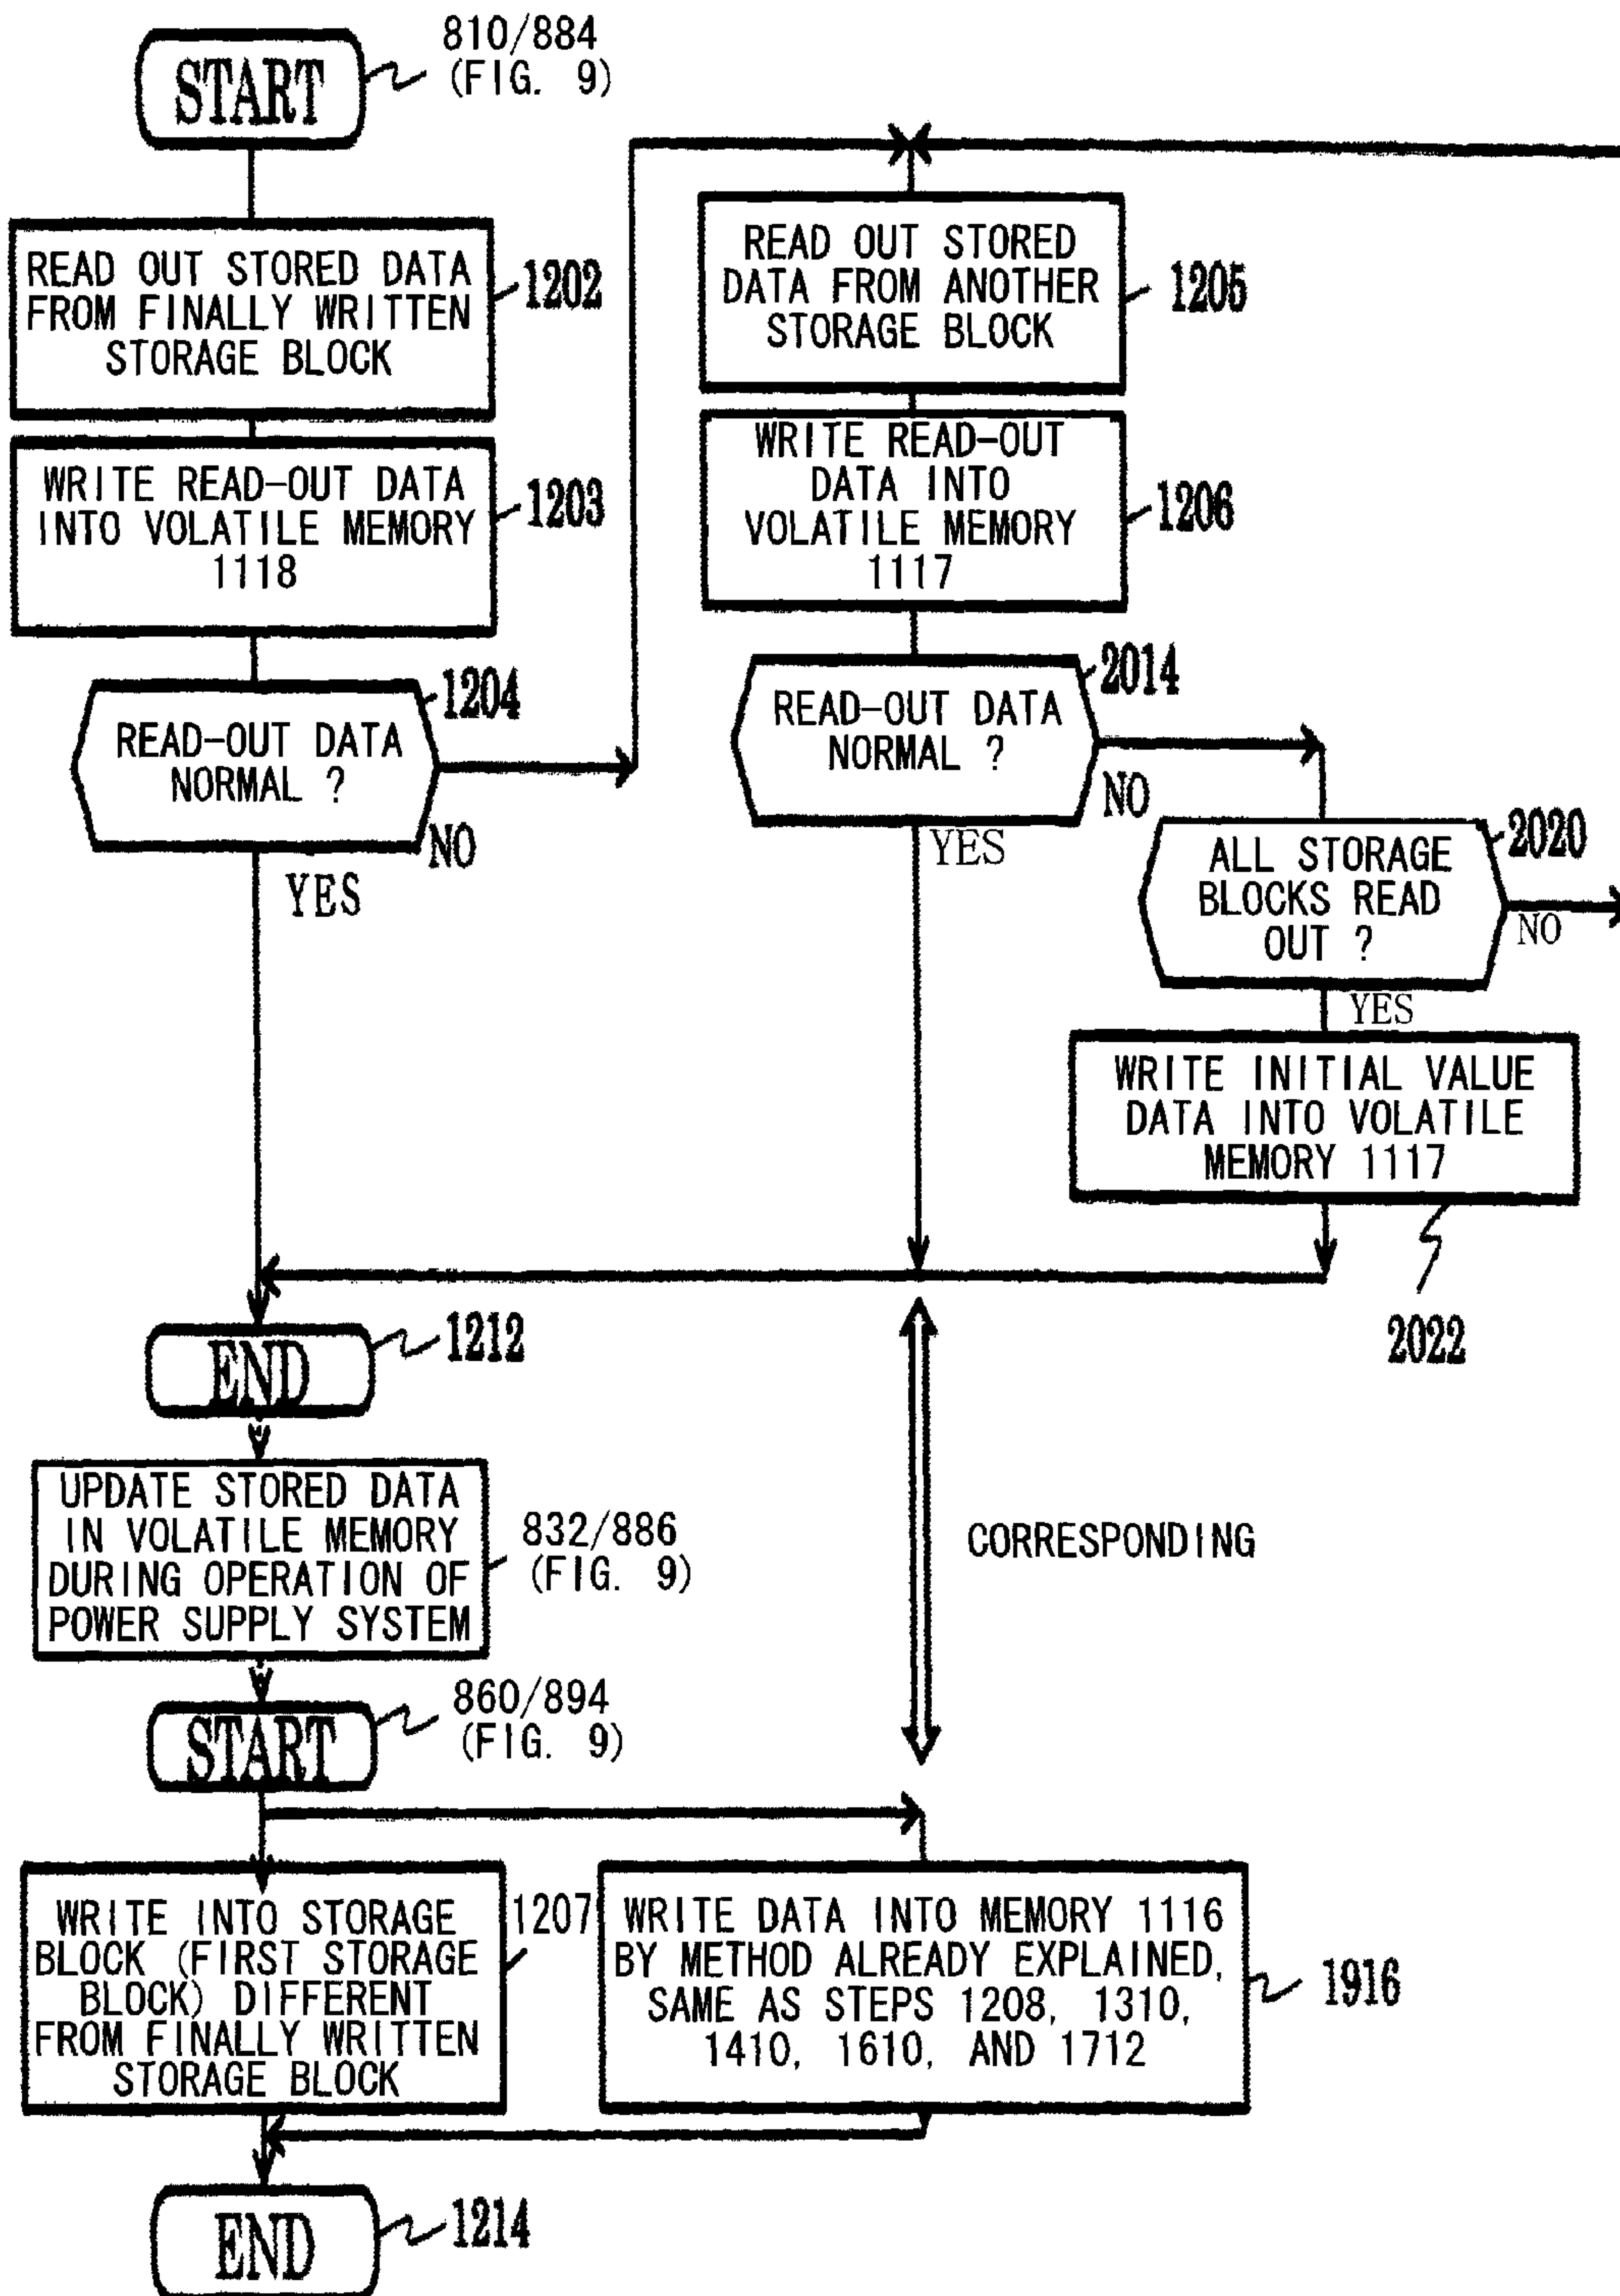 START
810/884
(FIG. 9)
READ OUT STORED DATA
FROM FINALLY WRITTEN
STORAGE BLOCK
1202
WRITE READ-OUT DATA
INTO VOLATILE MEMORY
1118
1203
READ-OUT DATA
NORMAL ?
1204
NO
YES
READ OUT STORED
DATA FROM ANOTHER
STORAGE BLOCK
1205
WRITE READ-OUT
DATA INTO
VOLATILE MEMORY
1117
1206
READ-OUT DATA
NORMAL ?
2014
NO
YES
ALL STORAGE
BLOCKS READ
OUT ?
2020
NO
YES
WRITE INITIAL VALUE
DATA INTO VOLATILE
MEMORY 1117
2022
END
1212
UPDATE STORED DATA
IN VOLATILE MEMORY
DURING OPERATION OF
POWER SUPPLY SYSTEM
832/886
(FIG. 9)
CORRESPONDING
START
860/894
(FIG. 9)
WRITE INTO STORAGE
BLOCK (FIRST STORAGE
BLOCK) DIFFERENT
FROM FINALLY WRITTEN
STORAGE BLOCK
1207
WRITE DATA INTO MEMORY 1116
BY METHOD ALREADY EXPLAINED,
SAME AS STEPS 1208, 1310,
1410, 1610, AND 1712
1916
END
1214